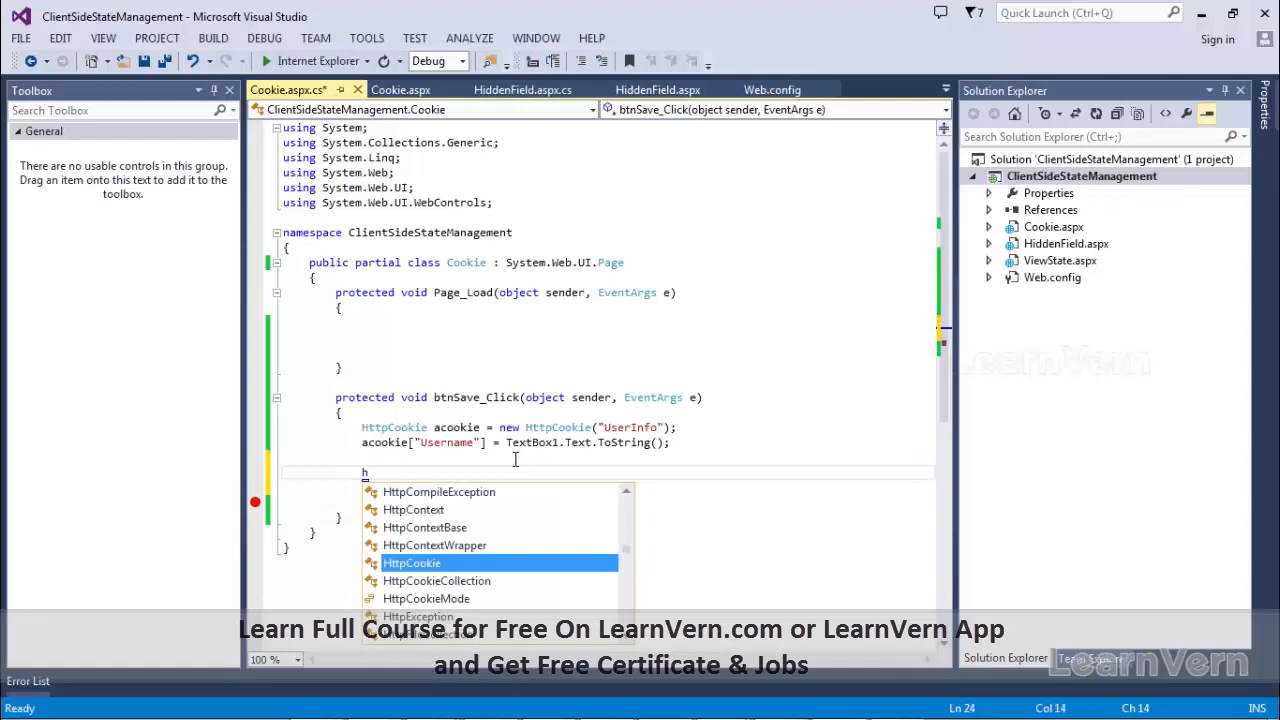 ClientSideStateManagement - Microsoft Visual Studio
7
Quick Launch (Ctrl+Q)
FILE EDIT VIEW PROJECT BUILD DEBUG TEAM TOOLS TEST ANALYZE WINDOW HELP
Sign in
Internet Explorer
Debug
Toolbox
Cookie.aspx.cs*
Cookie.aspx
HiddenField.aspx.cs
HiddenField.aspx
Web.config
Solution Explorer
Properties
Search Toolbox
ClientSideStateManagement.Cookie
btnSave_Click(object sender, EventArgs e)
General
There are no usable controls in this group.
Drag an item onto this text to add it to the
toolbox.
using System;
using System.Collections.Generic;
using System.Linq;
using System.Web;
using System.Web.UI;
using System.Web.UI.WebControls;
namespace ClientSideStateManagement
{
public partial class Cookie : System.Web.UI.Page
{
protected void Page_Load(object sender, EventArgs e)
{
}
protected void btnSave_Click(object sender, EventArgs e)
{
HttpCookie acookie = new HttpCookie("UserInfo");
acookie["Username"] = TextBox1.Text.ToString();
h
HttpCompileException
HttpContext
HttpContextBase
HttpContextWrapper
HttpCookie
HttpCookieCollection
HttpCookieMode
HttpException
}
}
}
Search Solution Explorer (Ctrl+;)
Solution 'ClientSideStateManagement' (1 project)
ClientSideStateManagement
Properties
References
Cookie.aspx
HiddenField.aspx
ViewState.aspx
Web.config
LearnVern
Learn Full Course for Free On LearnVern.com or LearnVern App
and Get Free Certificate & Jobs
100 %
Solution Explorer
Team Explorer
LearnVern
Error List
Ready
Ln 24
Col 14
Ch 14
INS